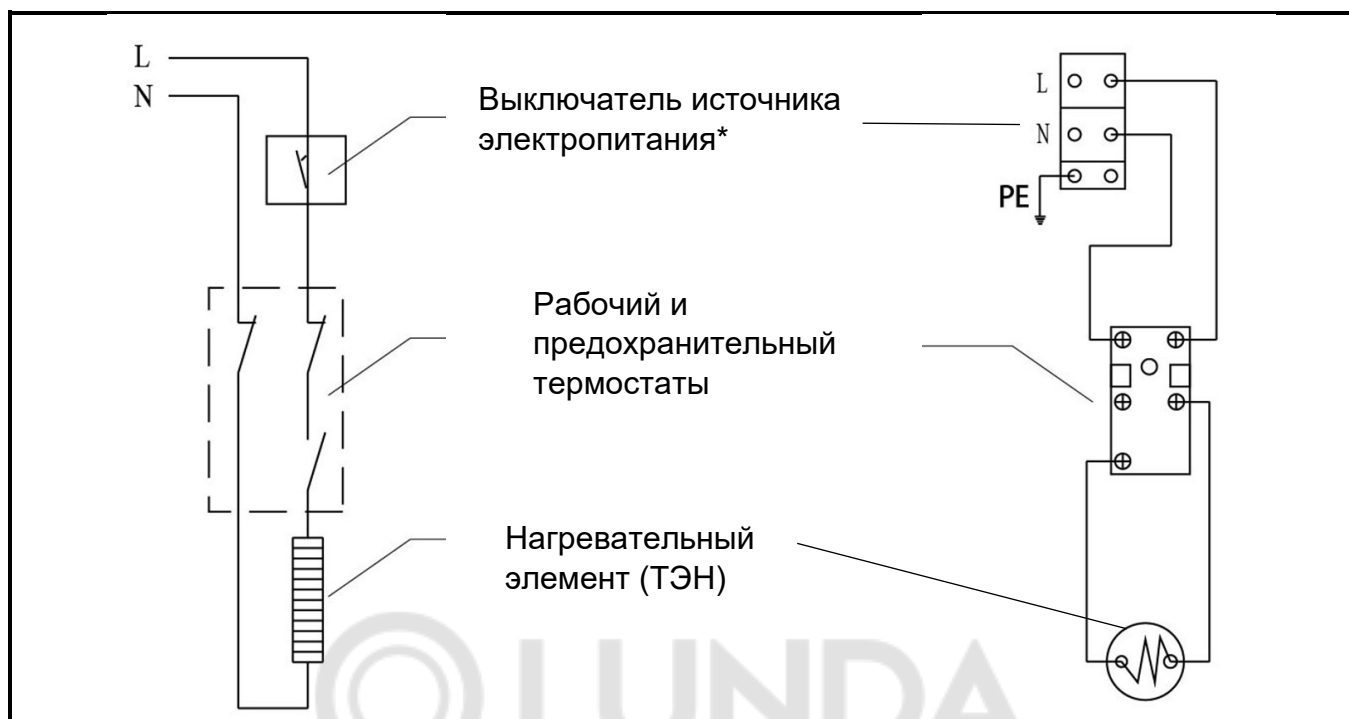 L
N
Выключатель источника
электропитания*
L
N
PE
Рабочий и
предохранительный
термостаты
Нагревательный
элемент (ТЭН)
LUNDA